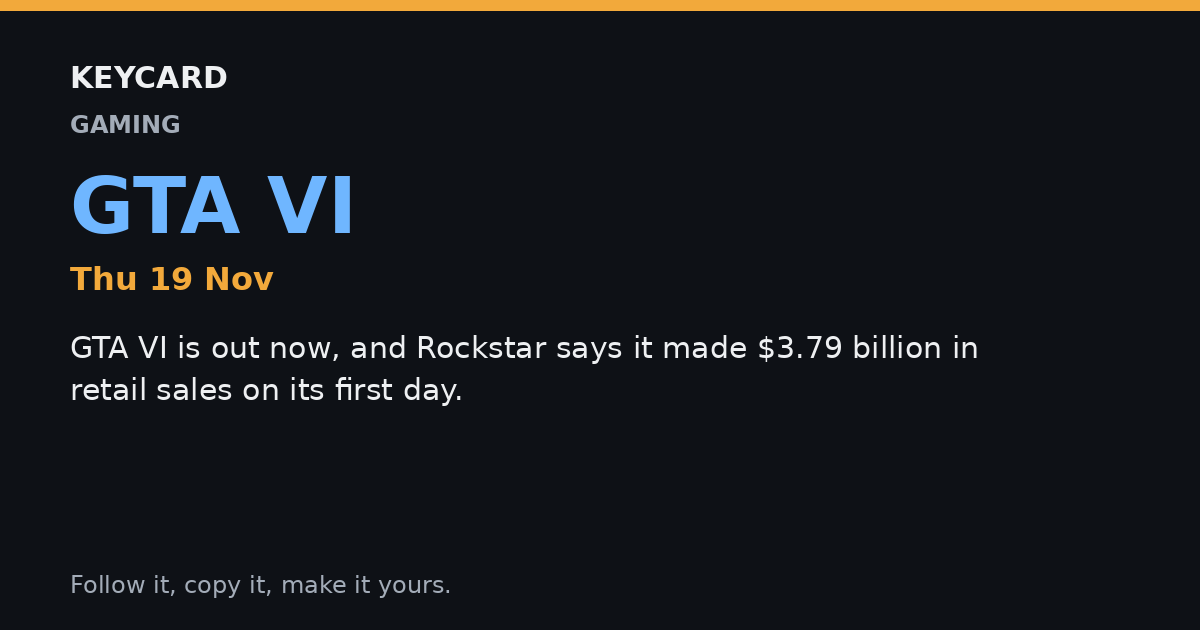 KEYCARD
GAMING
GTA VI
Thu 19 Nov
GTA VI is out now, and Rockstar says it made $3.79 billion in
retail sales on its first day.
Follow it, copy it, make it yours.